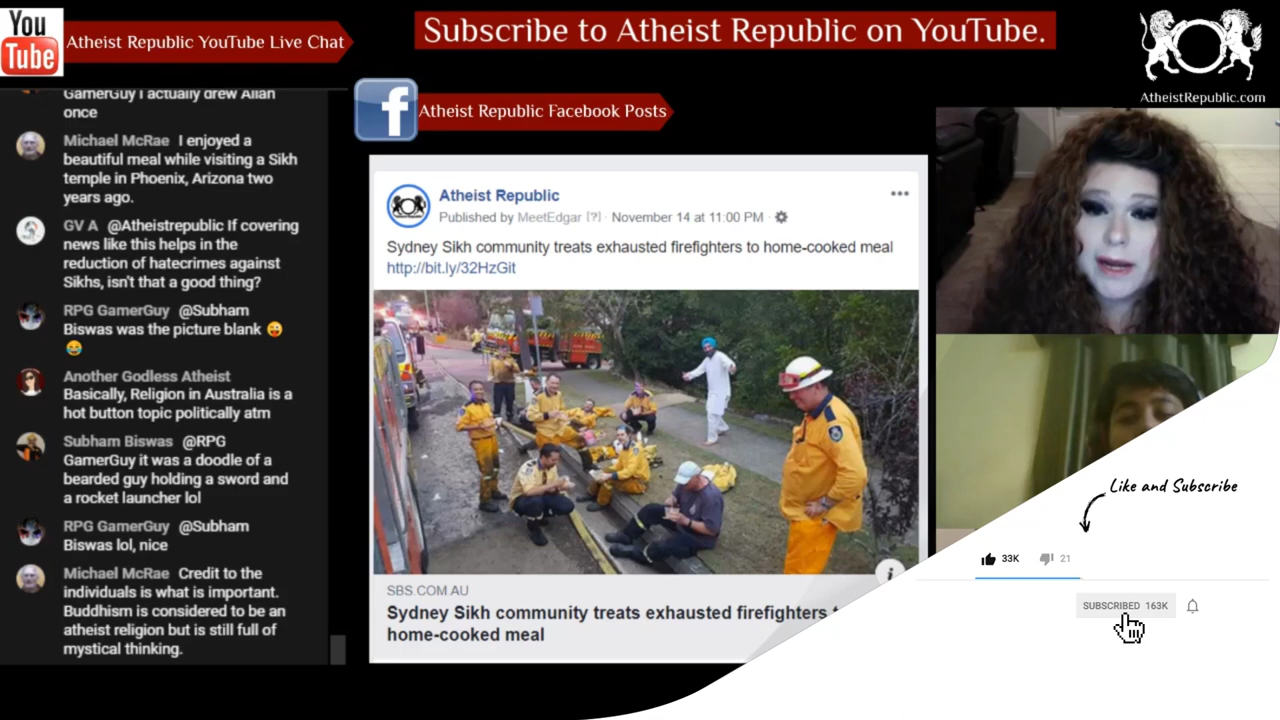 You
Tube
Atheist Republic YouTube Live Chat
Subscribe to Atheist Republic on YouTube.
AtheistRepublic.com
f
Atheist Republic Facebook Posts
GamerGuy I actually drew Allah
once
Michael McRae I enjoyed a
beautiful meal while visiting a Sikh
temple in Phoenix, Arizona two
years ago.
GV A @Atheistrepublic If covering
news like this helps in the
reduction of hatecrimes against
Sikhs, isn't that a good thing?
RPG GamerGuy @Subham
Biswas was the picture blank 😜
😂
Another Godless Atheist
Basically, Religion in Australia is a
hot button topic politically atm
Subham Biswas @RPG
GamerGuy it was a doodle of a
bearded guy holding a sword and
a rocket launcher lol
RPG GamerGuy @Subham
Biswas lol, nice
Michael McRae Credit to the
individuals is what is important.
Buddhism is considered to be an
atheist religion but is still full of
mystical thinking.
Atheist Republic
Published by MeetEdgar [?] · November 14 at 11:00 PM ·
Sydney Sikh community treats exhausted firefighters to home-cooked meal
http://bit.ly/32HzGit
SBS.COM.AU
Sydney Sikh community treats exhausted firefighters
home-cooked meal
Like and Subscribe
33K
21
SUBSCRIBED 163K